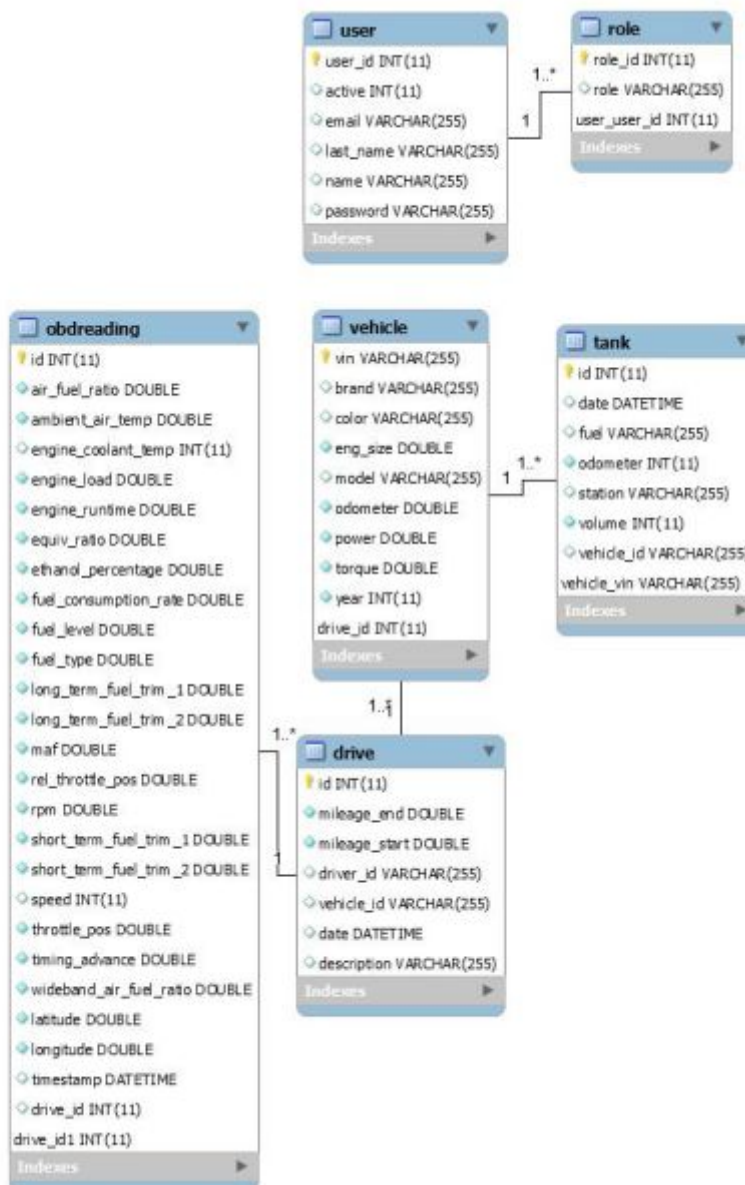 user
user_id INT(11)
active INT(11)
email VARCHAR(255)
last_name VARCHAR(255)
name VARCHAR(255)
password VARCHAR(255)
Indexes
1
1..*
role
role_id INT(11)
role VARCHAR(255)
user_user_id INT(11)
Indexes
obdreading
id INT(11)
air_fuel_ratio DOUBLE
ambient_air_temp DOUBLE
engine_coolant_temp INT(11)
engine_load DOUBLE
engine_runtime DOUBLE
equiv_ratio DOUBLE
ethanol_percentage DOUBLE
fuel_consumption_rate DOUBLE
fuel_level DOUBLE
fuel_type DOUBLE
long_term_fuel_trim_1 DOUBLE
long_term_fuel_trim_2 DOUBLE
maf DOUBLE
rel_throttle_pos DOUBLE
rpm DOUBLE
short_term_fuel_trim_1 DOUBLE
short_term_fuel_trim_2 DOUBLE
speed INT(11)
throttle_pos DOUBLE
timing_advance DOUBLE
wideband_air_fuel_ratio DOUBLE
latitude DOUBLE
longitude DOUBLE
timestamp DATETIME
drive_id INT(11)
drive_id1 INT(11)
Indexes
vehicle
vin VARCHAR(255)
brand VARCHAR(255)
color VARCHAR(255)
eng_size DOUBLE
model VARCHAR(255)
odometer DOUBLE
power DOUBLE
torque DOUBLE
year INT(11)
drive_id INT(11)
Indexes
1
1..*
tank
id INT(11)
date DATETIME
fuel VARCHAR(255)
odometer INT(11)
station VARCHAR(255)
volume INT(11)
vehicle_id VARCHAR(255)
vehicle_vin VARCHAR(255)
Indexes
1..*
1
1..*
1
drive
id INT(11)
mileage_end DOUBLE
mileage_start DOUBLE
driver_id VARCHAR(255)
vehicle_id VARCHAR(255)
date DATETIME
description VARCHAR(255)
Indexes